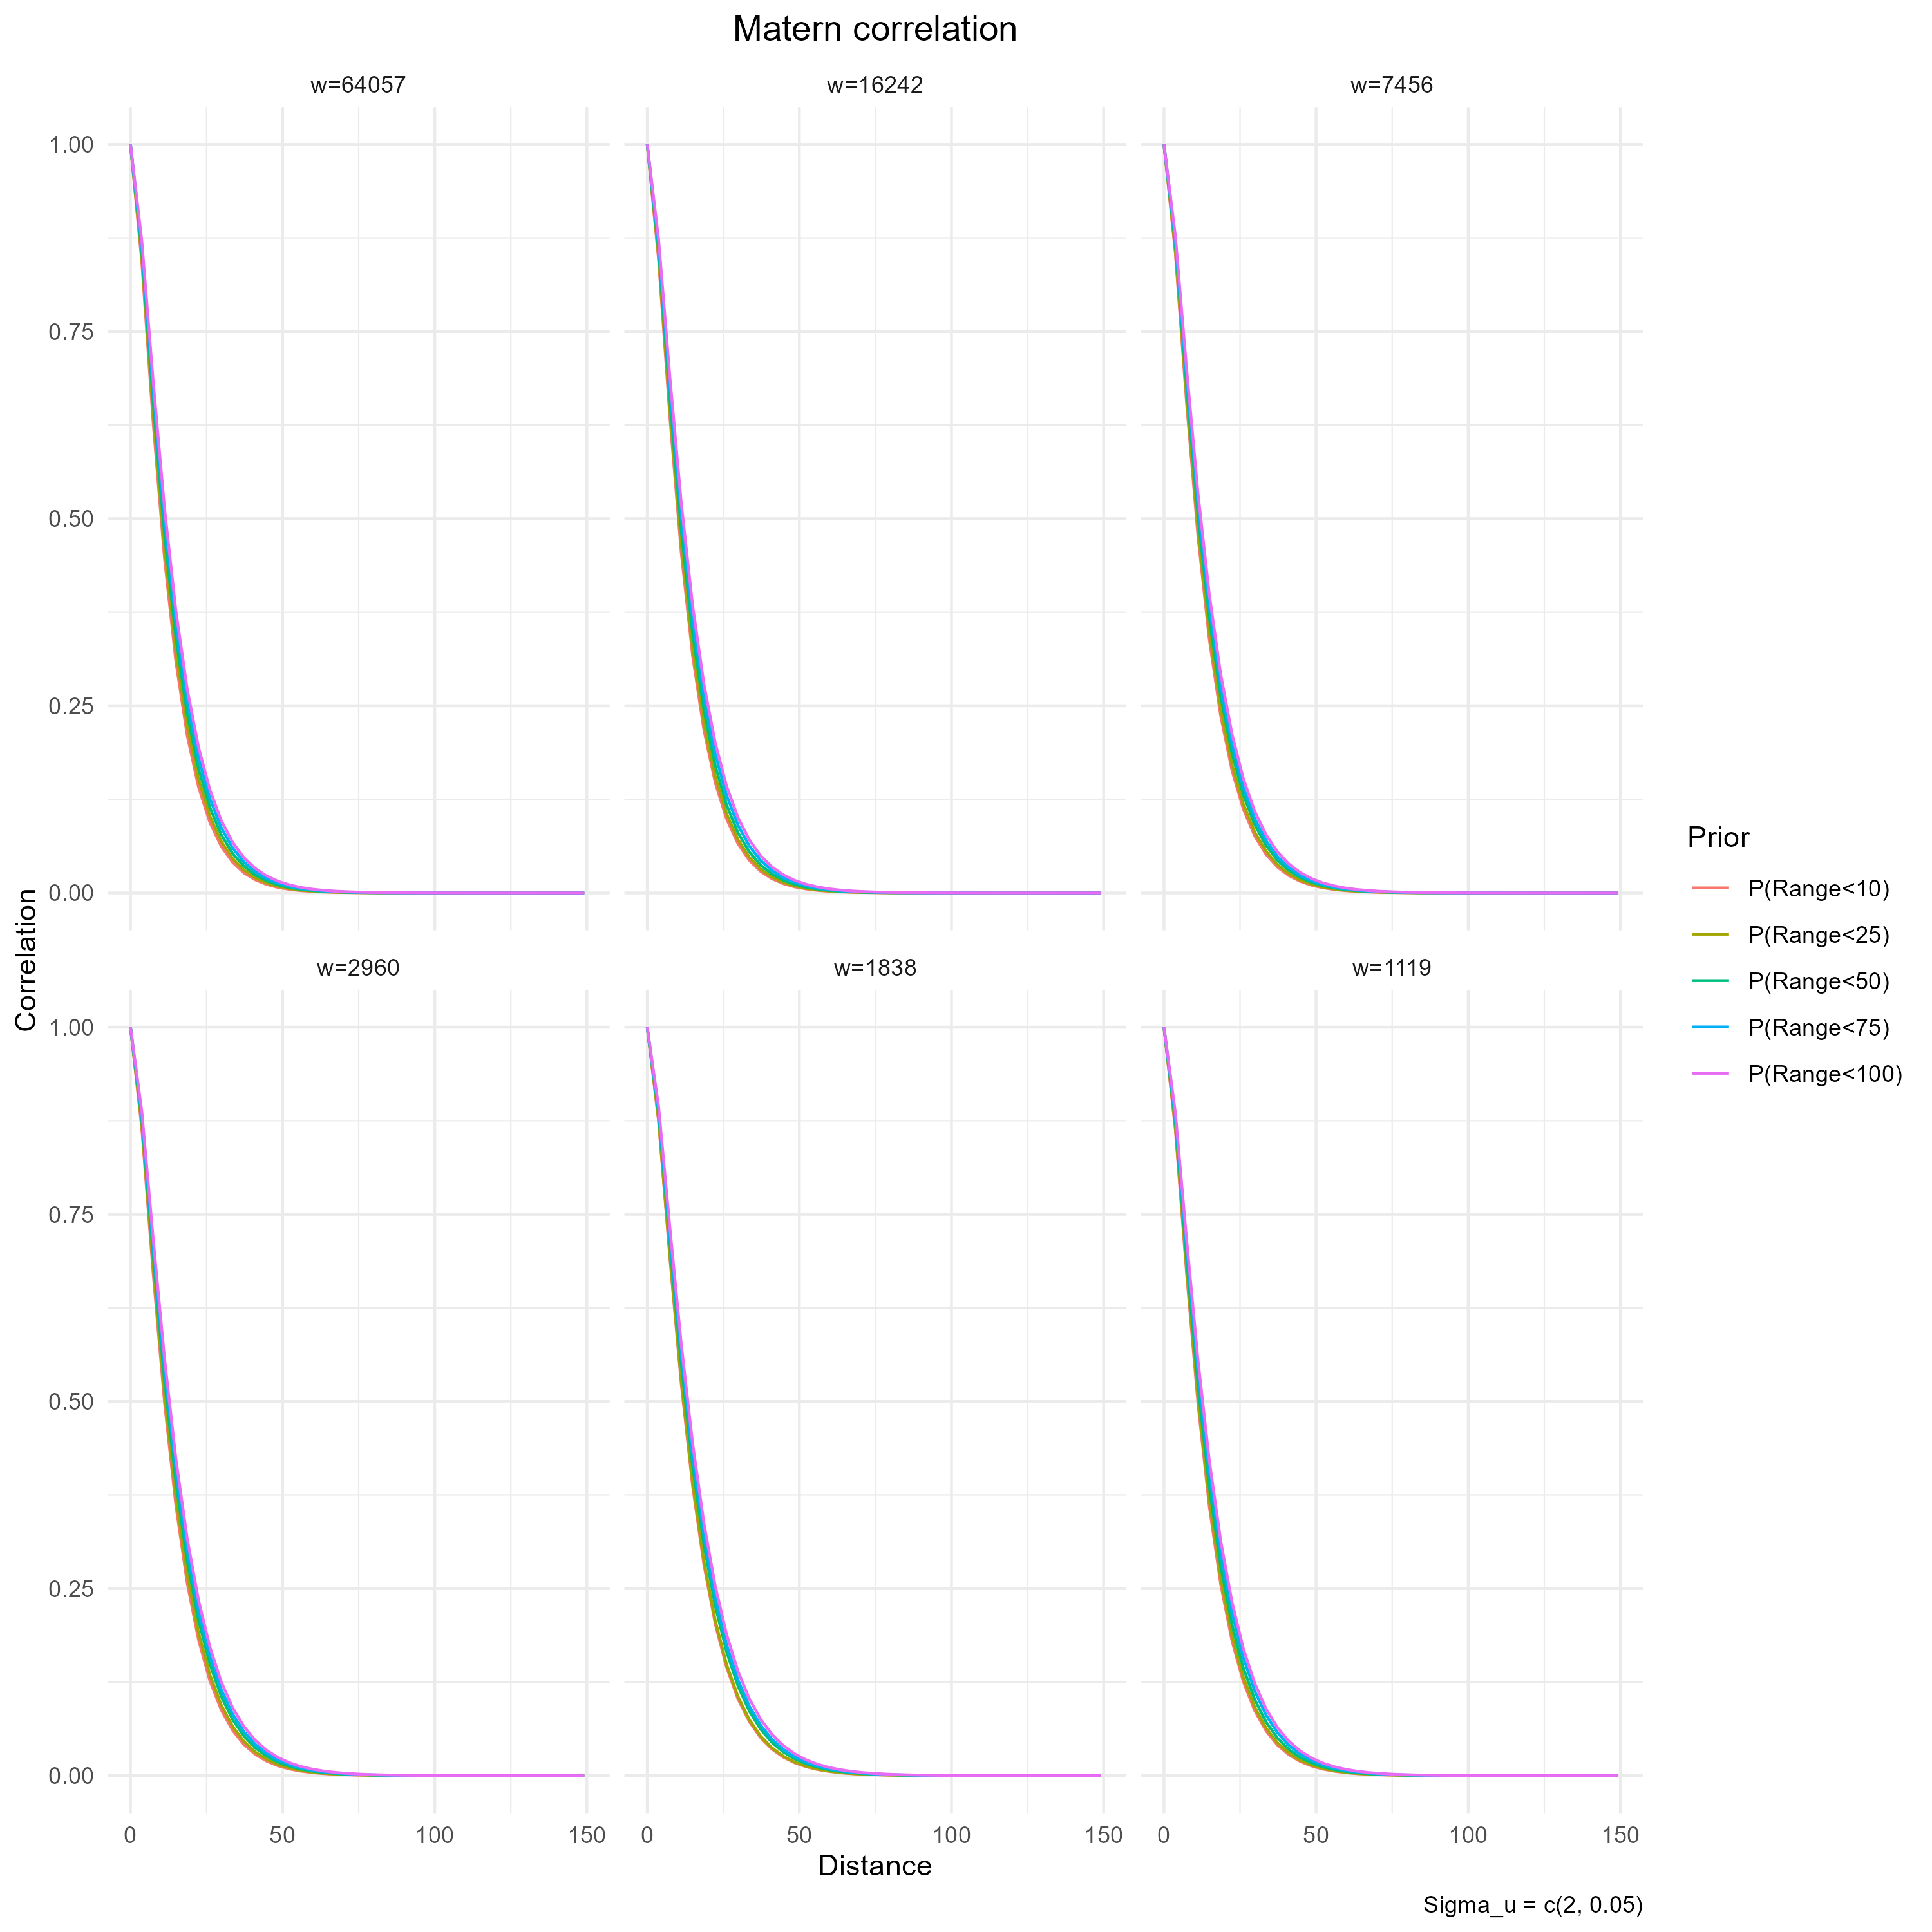 Matern correlation
w=64057
w=16242
w=7456
1.00
0.75
0.50
0.25
0.00
Correlation
w=2960
w=1838
w=1119
1.00
0.75
0.50
0.25
0.00
0 50 100 150
0 50 100 150
0 50 100 150
Distance
Prior
P(Range<10)
P(Range<25)
P(Range<50)
P(Range<75)
P(Range<100)
Sigma_u = c(2, 0.05)